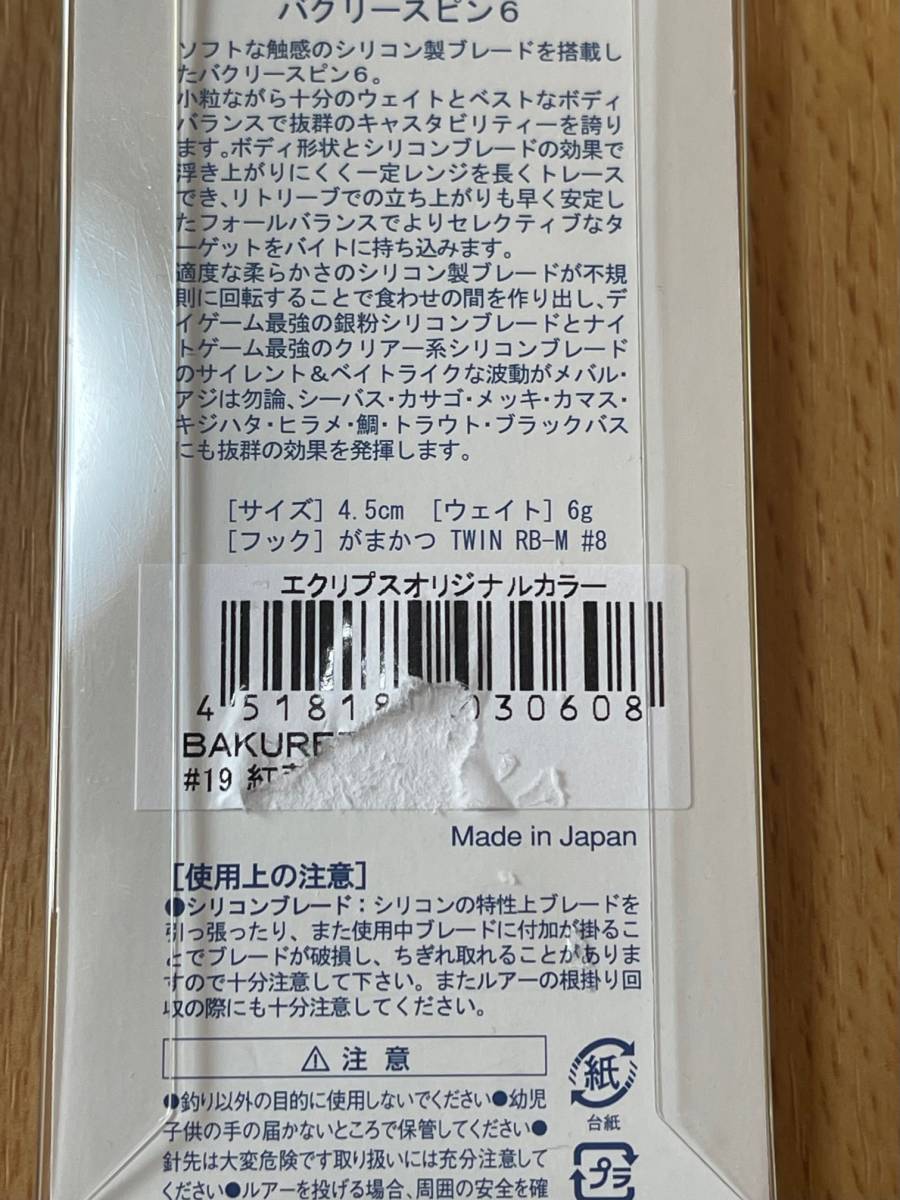 バクリースピン6
ソフトな触感のシリコン製ブレードを搭載し
たバクリースピン6。
小粒ながら十分のウェイトとベストなボディ
バランスで抜群のキャスタビリティーを誇り
ます。ボディ形状とシリコンブレードの効果で
浮き上がりにくく一定レンジを長くトレース
でき、リトリーブでの立ち上がりも早く安定し
たフォールバランスでよりセレクティブなタ
ーゲットをバイトに持ち込みます。
適度な柔らかさのシリコン製ブレードが不規
則に回転することで食わせの間を作り出し、デ
イゲーム最強の銀粉シリコンブレードとナイ
トゲーム最強のクリアー系シリコンブレード
のサイレント&ベイトライクな波動がメバル・
アジは勿論、シーバス・カサゴ・メッキ・カマス・
キジハタ・ヒラメ・鯛・トラウト・ブラックバス
にも抜群の効果を発揮します。
[サイズ] 4.5cm [ウェイト] 6g
[フック] がまかつ TWIN RB-M #8
エクリプスオリジナルカラー
4 51818 030608
BAKURE
#19 紅
Made in Japan
[使用上の注意]
●シリコンブレード：シリコンの特性上ブレードを
引っ張ったり、また使用中ブレードに付加が掛るこ
とでブレードが破損し、ちぎれ取れることがありま
すので十分注意して下さい。またルアーの根掛り回
収の際にも十分注意してください。
⚠ 注意
●釣り以外の目的に使用しないでください●幼児
子供の手の届かないところで保管してください●
針先は大変危険です取り扱いには充分注意して
ください●ルアーを投げる場合、周囲の安全を確
紙
台紙
プラ